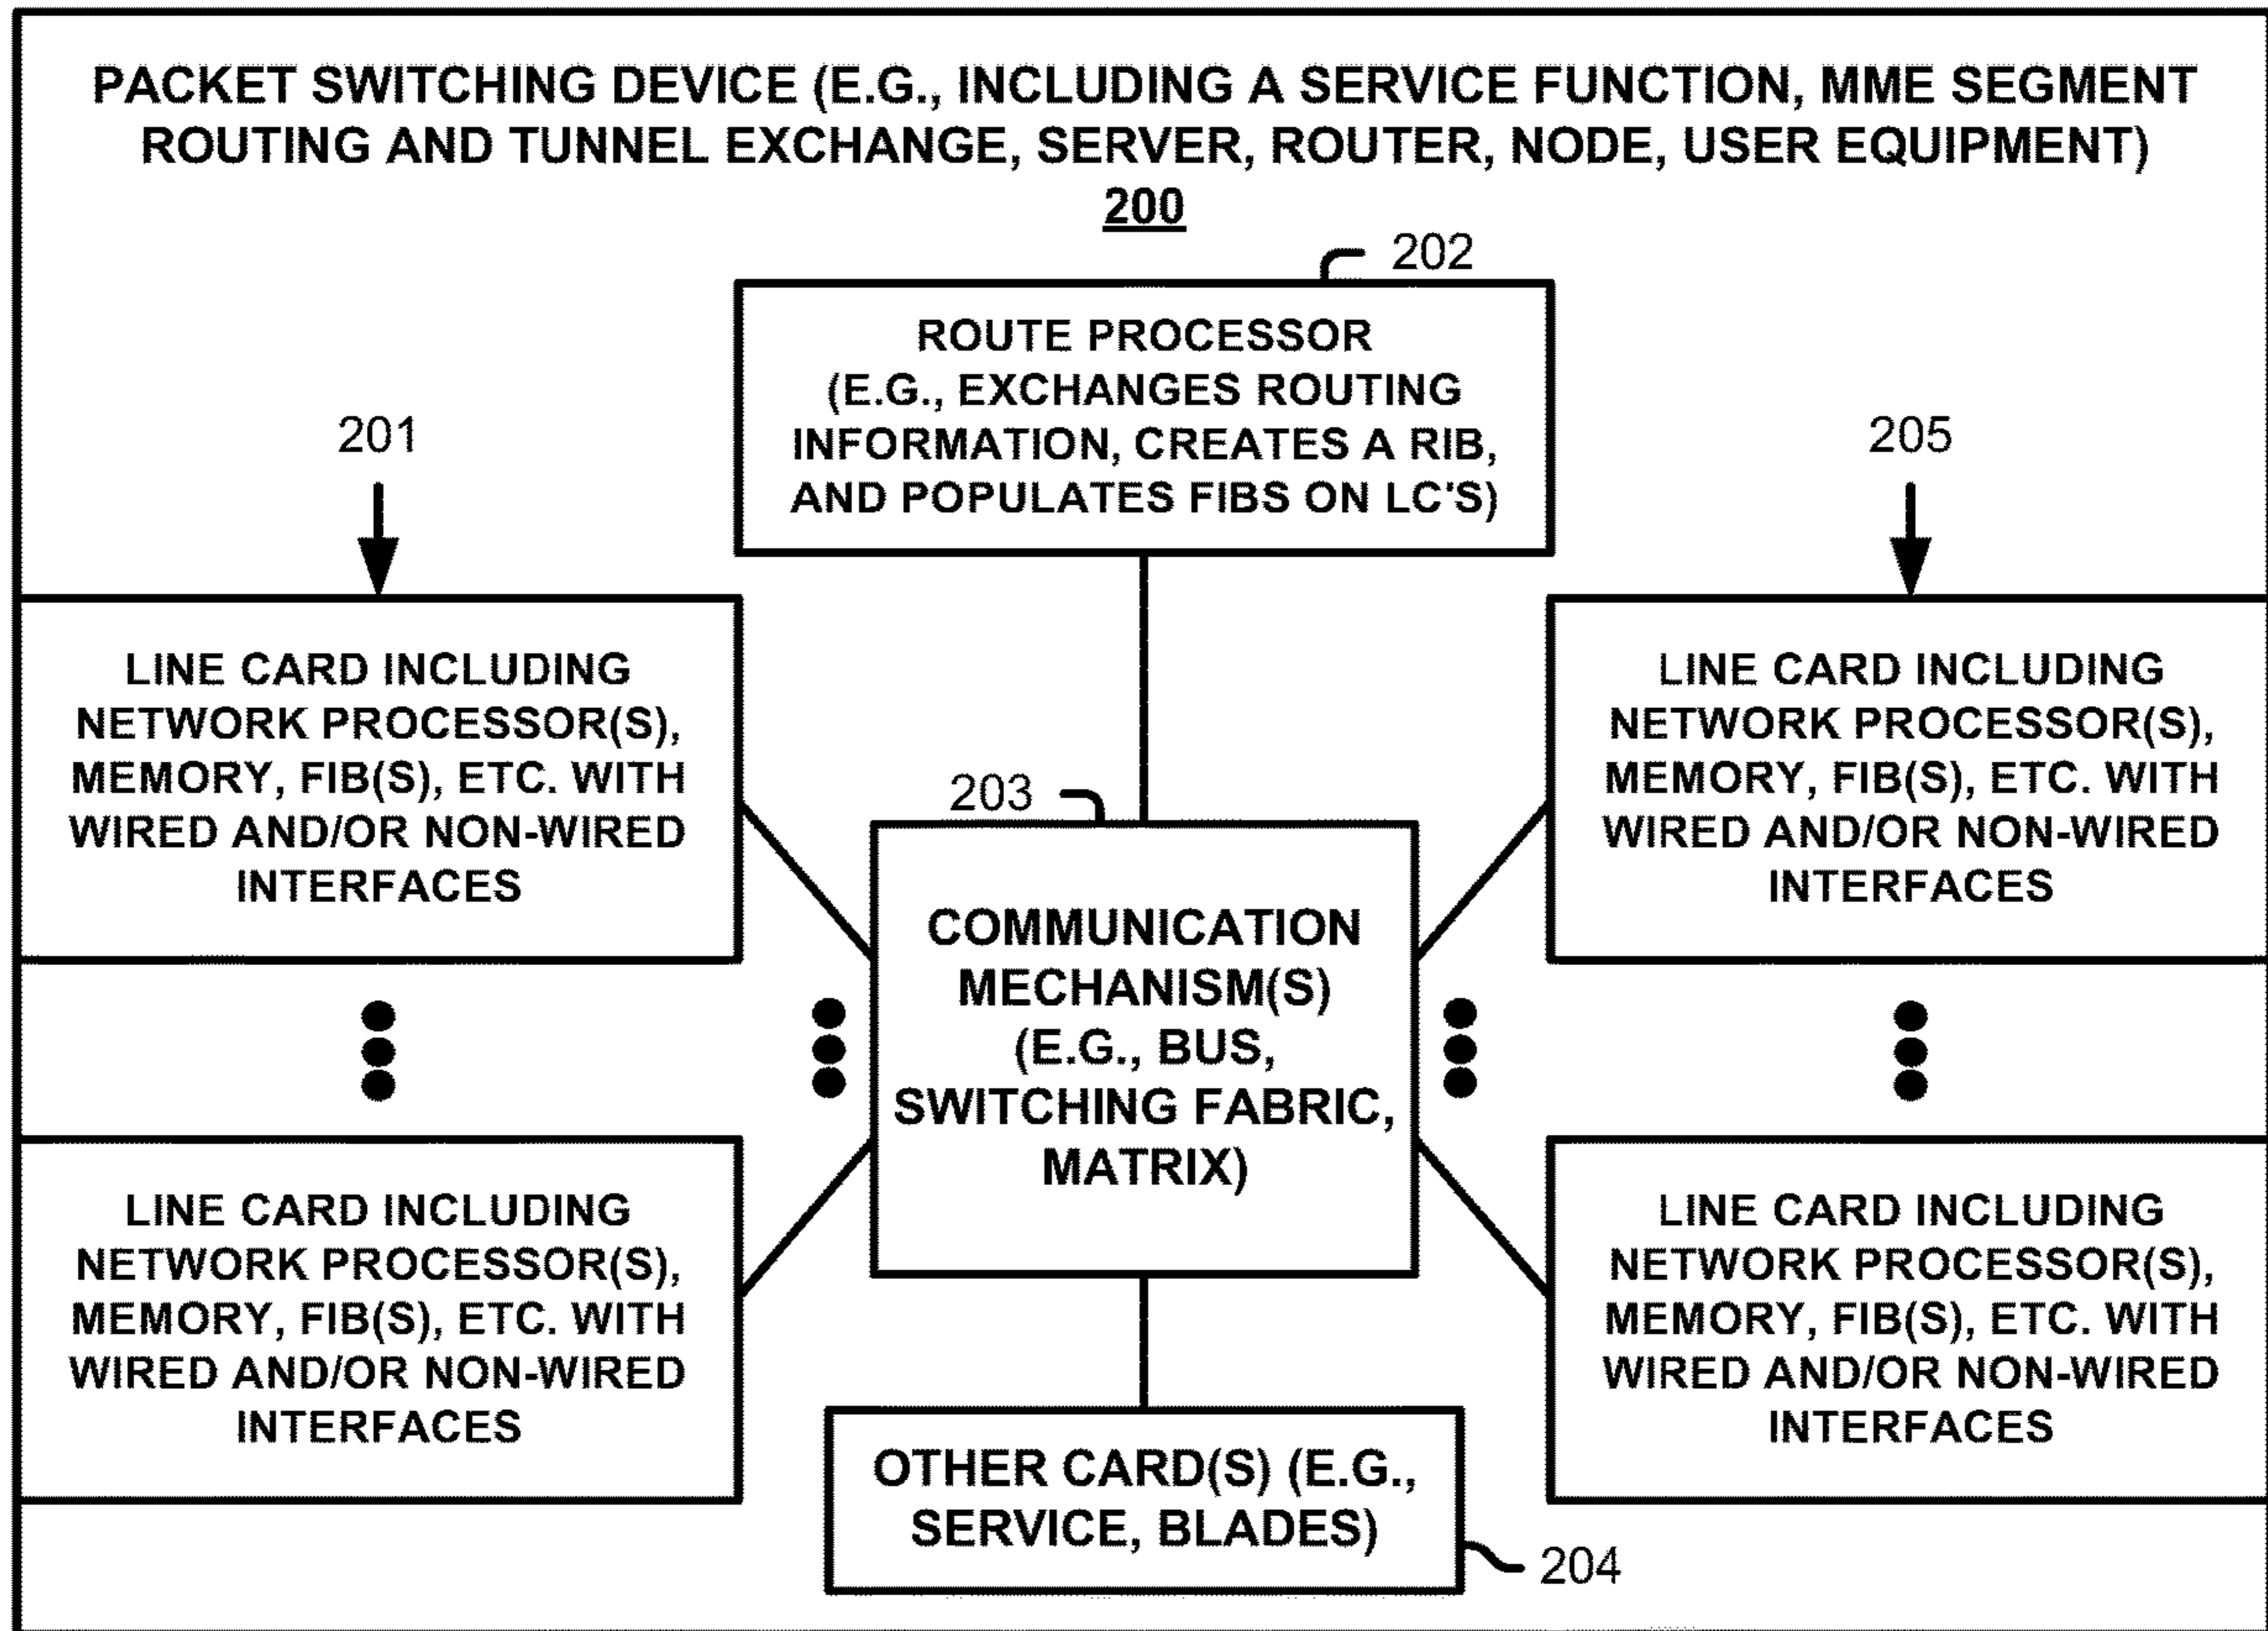 PACKET SWITCHING DEVICE (E.G., INCLUDING A SERVICE FUNCTION, MME SEGMENT
ROUTING AND TUNNEL EXCHANGE, SERVER, ROUTER, NODE, USER EQUIPMENT)
200
202
ROUTE PROCESSOR
(E.G., EXCHANGES ROUTING
INFORMATION, CREATES A RIB,
AND POPULATES FIBS ON LC'S)
201
205
LINE CARD INCLUDING
NETWORK PROCESSOR(S),
MEMORY, FIB(S), ETC. WITH
WIRED AND/OR NON-WIRED
INTERFACES
LINE CARD INCLUDING
NETWORK PROCESSOR(S),
MEMORY, FIB(S), ETC. WITH
WIRED AND/OR NON-WIRED
INTERFACES
203
COMMUNICATION
MECHANISM(S)
(E.G., BUS,
SWITCHING FABRIC,
MATRIX)
LINE CARD INCLUDING
NETWORK PROCESSOR(S),
MEMORY, FIB(S), ETC. WITH
WIRED AND/OR NON-WIRED
INTERFACES
LINE CARD INCLUDING
NETWORK PROCESSOR(S),
MEMORY, FIB(S), ETC. WITH
WIRED AND/OR NON-WIRED
INTERFACES
OTHER CARD(S) (E.G.,
SERVICE, BLADES)
204